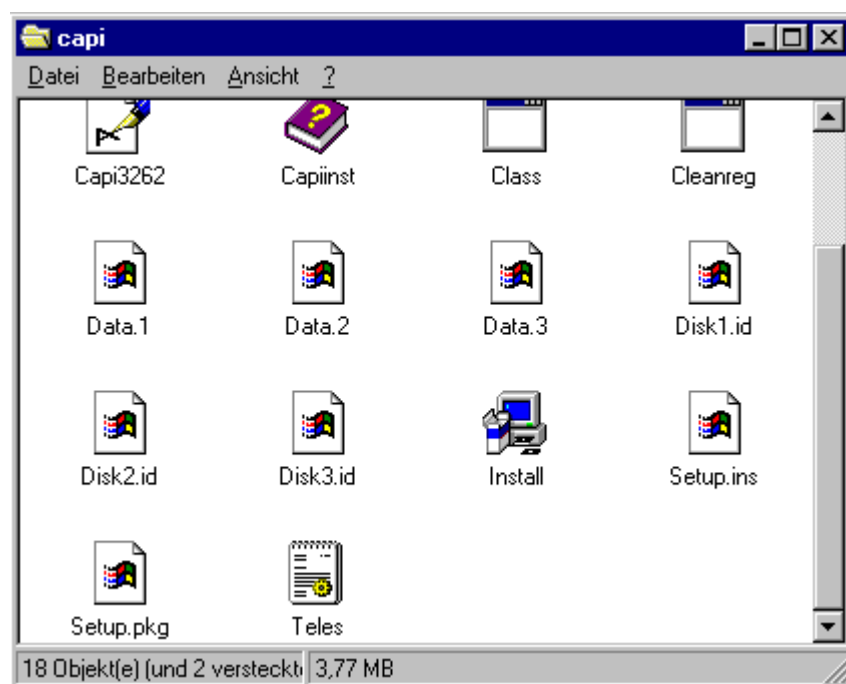 capi
Datei Bearbeiten Ansicht ?
Capi3262 Capiinst Class Cleanreg
Data.1 Data.2 Data.3 Disk1.id
Disk2.id Disk3.id Install Setup.ins
Setup.pkg Teles
18 Objekt(e) (und 2 versteckte 3,77 MB